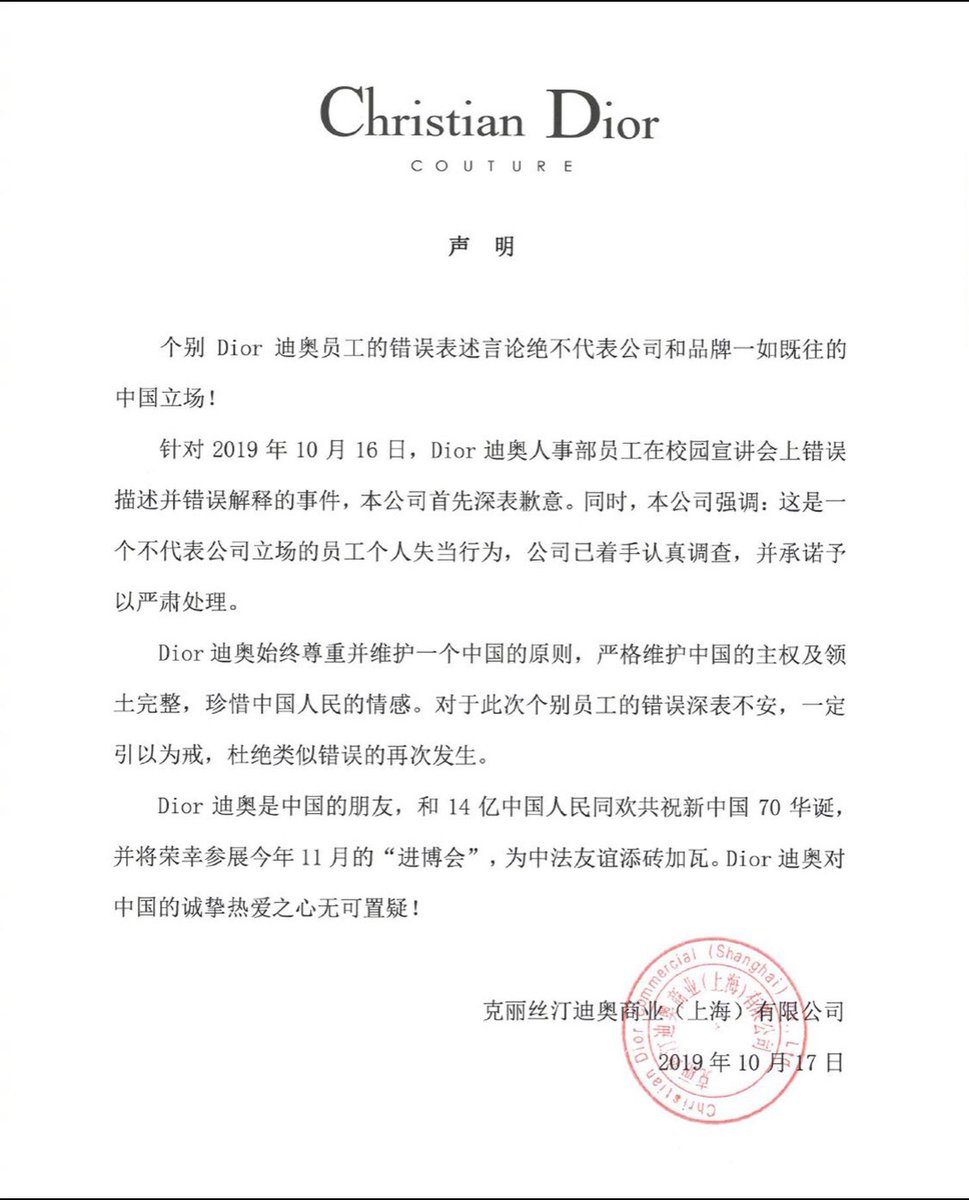 Christian Dior
COUTURE
声 明
个别 Dior 迪奥员工的错误表述言论绝不代表公司和品牌一如既往的
中国立场！
针对 2019 年 10 月 16 日，Dior 迪奥人事部员工在校园宣讲会上错误
描述并错误解释的事件，本公司首先深表歉意。同时，本公司强调：这是一
个不代表公司立场的员工个人失当行为，公司已着手认真调查，并承诺予
以严肃处理。
Dior 迪奥始终尊重并维护一个中国的原则，严格维护中国的主权及领
土完整，珍惜中国人民的情感。对于此次个别员工的错误深表不安，一定
引以为戒，杜绝类似错误的再次发生。
Dior 迪奥是中国的朋友，和 14 亿中国人民同欢共祝新中国 70 华诞，
并将荣幸参展今年 11 月的“进博会”，为中法友谊添砖加瓦。Dior 迪奥对
中国的诚挚热爱之心无可置疑！
克丽丝汀迪奥商业（上海）有限公司
2019 年 10 月 17 日
Christian Dior Commercial (Shanghai) Co., Ltd
克丽丝汀迪奥商业(上海)有限公司